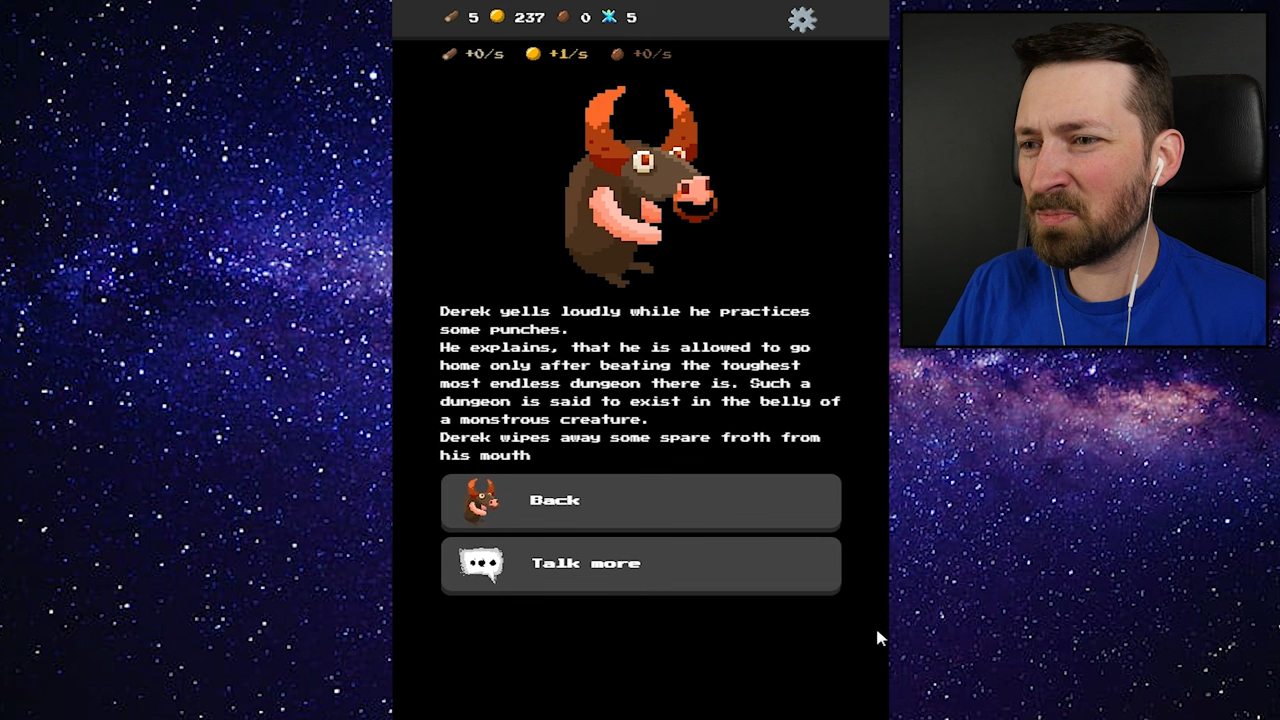 5 237 0 5
+0/s +1/s +0/s
Derek yells loudly while he practices
some punches.
He explains, that he is allowed to go
home only after beating the toughest
most endless dungeon there is. Such a
dungeon is said to exist in the belly of
a monstrous creature.
Derek wipes away some spare froth from
his mouth
Back
Talk more